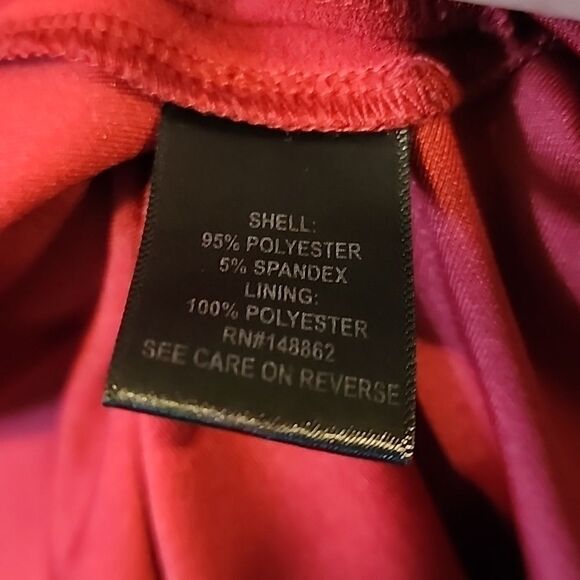 SHELL:
95% POLYESTER
5% SPANDEX
LINING:
100% POLYESTER
RN#148862
SEE CARE ON REVERSE